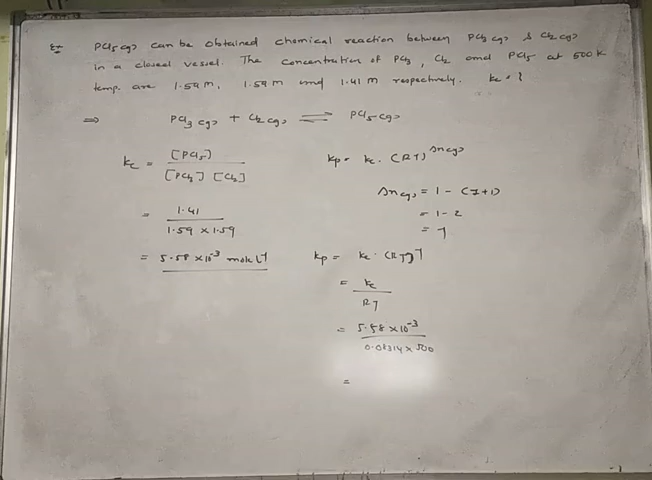 Ex PCl5(g) can be obtained chemical reaction between PCl3(g) & Cl2(g)
in a closed vessel. The concentration of PCl3, Cl2 and PCl5 at 500 K
temp. are 1.59 M, 1.59 M and 1.41 M respectively. Kc = ?
⇒ PCl3(g) + Cl2(g) ⇌ PCl5(g)
Kc = [PCl5] / [PCl3] [Cl2]
= 1.41 / 1.59 × 1.59
= 5.58 × 10^-3 mole L^-1
Kp = Kc · (RT)^Δn(g)
Δn(g) = 1 - (1+1)
= 1 - 2
= -1
Kp = Kc · (RT)^-1
= Kc / RT
= 5.58 × 10^-3 / 0.08314 × 500
=